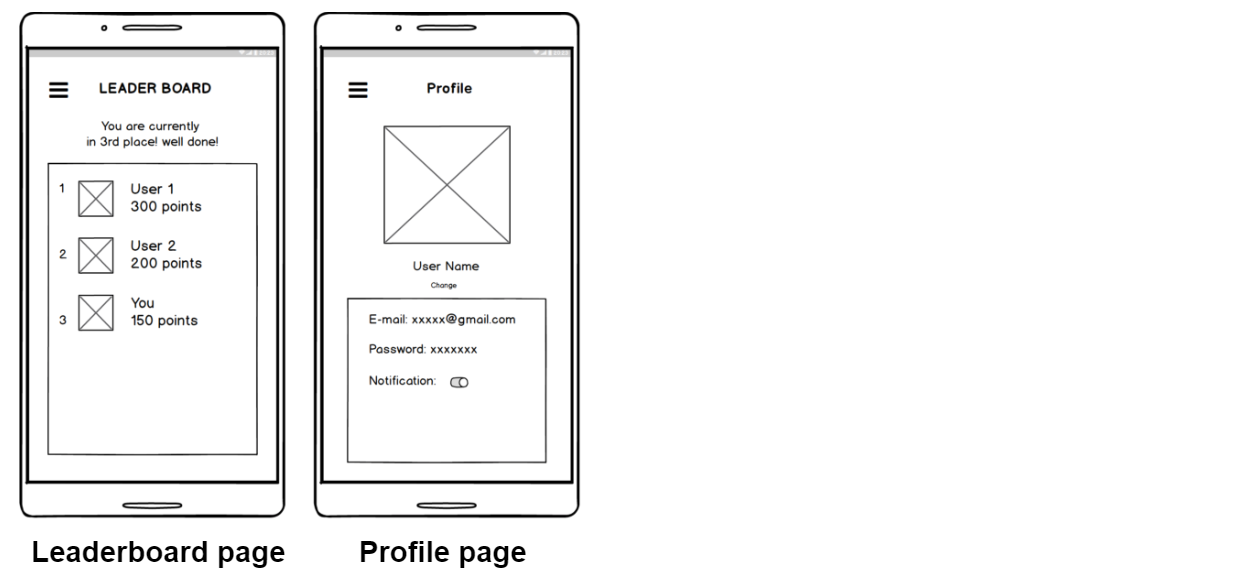 LEADER BOARD
You are currently
in 3rd place! well done!
1
User 1
300 points
2
User 2
200 points
You
3
150 points
Leaderboard page
Profile
User Name
Change
E-mail: xxxxx@gmail.com
Password: xxxxxxx
Notification:
Profile page